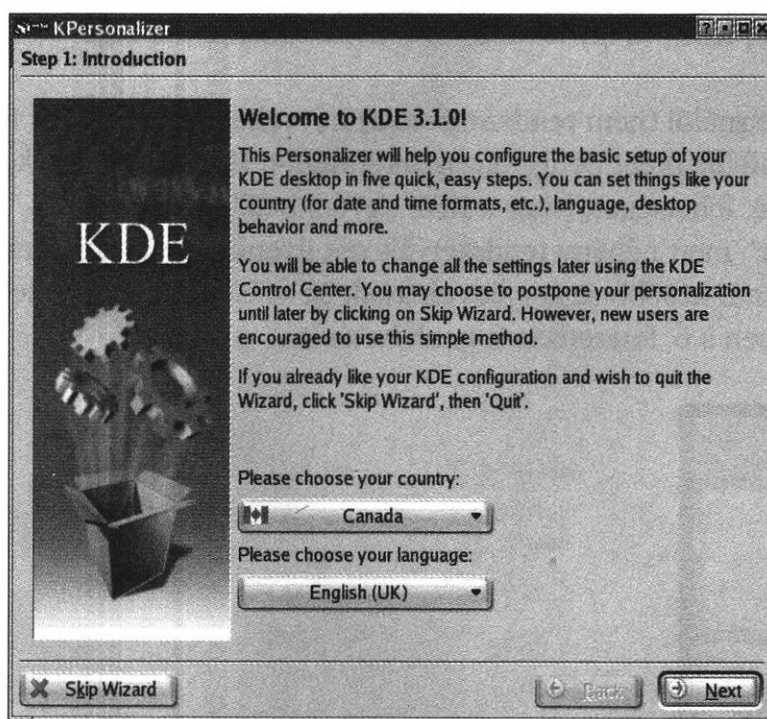 KPersonalizer
Step 1: Introduction
KDE
Welcome to KDE 3.1.0!
This Personalizer will help you configure the basic setup of your
KDE desktop in five quick, easy steps. You can set things like your
country (for date and time formats, etc.), language, desktop
behavior and more.
You will be able to change all the settings later using the KDE
Control Center. You may choose to postpone your personalization
until later by clicking on Skip Wizard. However, new users are
encouraged to use this simple method.
If you already like your KDE configuration and wish to quit the
Wizard, click 'Skip Wizard', then 'Quit'.
Please choose your country:
Canada
Please choose your language:
English (UK)
Skip Wizard
Back
Next